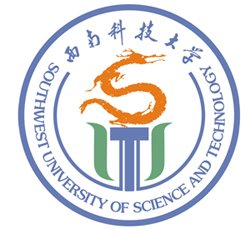 西南科技大学
SOUTHWEST UNIVERSITY OF SCIENCE AND TECHNOLOGY